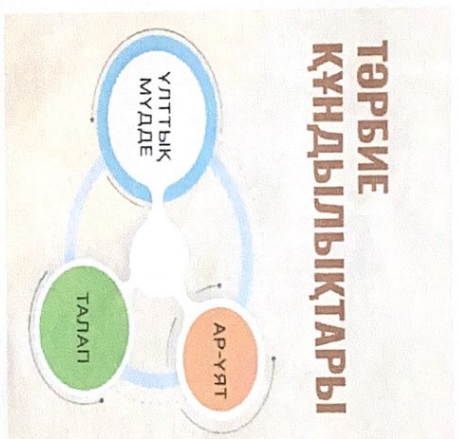 ТӘРБИЕ
ҚҰНДЫЛЫҚТАРЫ
ҰЛТТЫҚ
МҮДДЕ
АР-ҰЯТ
ТАЛАП